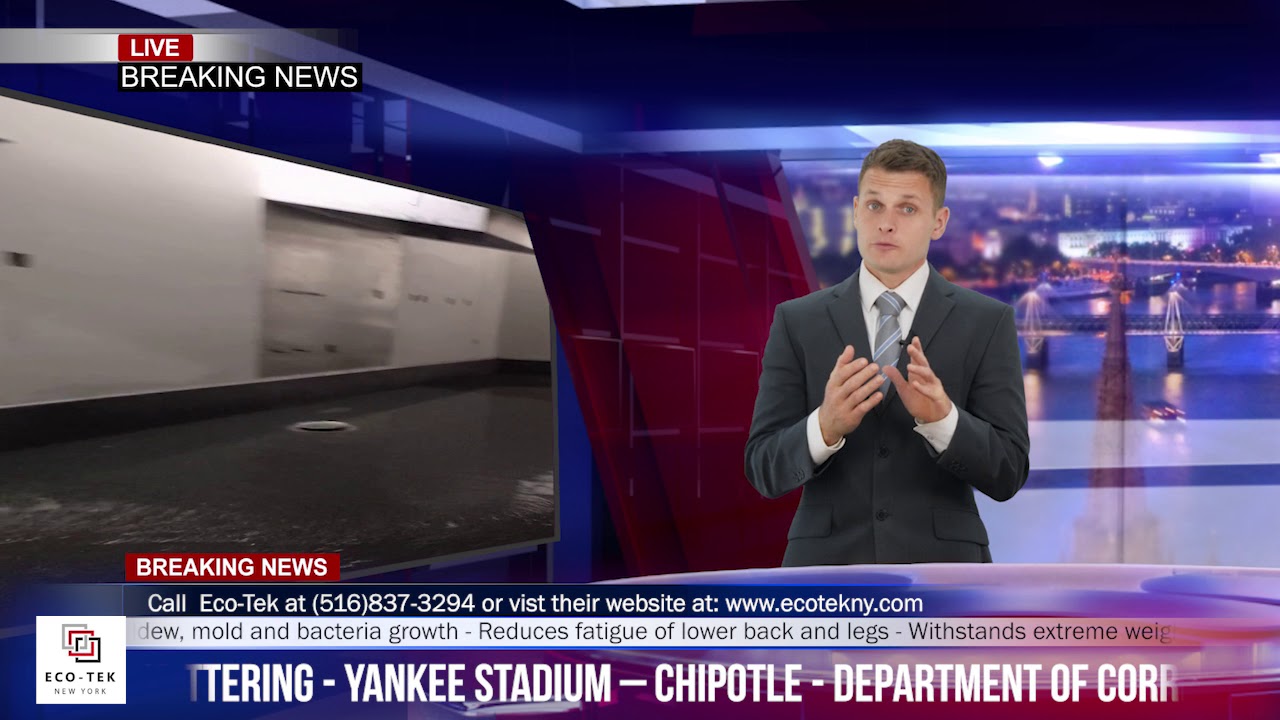 LIVE
BREAKING NEWS
BREAKING NEWS
Call Eco-Tek at (516)837-3294 or vist their website at: www.ecotekny.com
dew, mold and bacteria growth - Reduces fatigue of lower back and legs - Withstands extreme weig
ECO-TEK
NEW YORK
TTERING - YANKEE STADIUM – CHIPOTLE - DEPARTMENT OF CORR